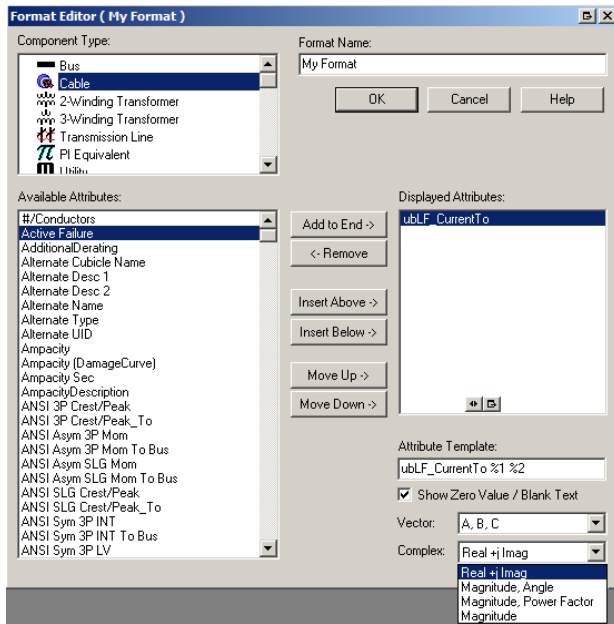 Format Editor ( My Format )
Component Type:
Format Name:
Bus
Cable
2-Winding Transformer
3-Winding Transformer
Transmission Line
PI Equivalent
Utility
My Format
OK
Cancel
Help
Available Attributes:
#/Conductors
Active Failure
AdditionalDerating
Alternate Cubicle Name
Alternate Desc 1
Alternate Desc 2
Alternate Name
Alternate Type
Alternate UID
Ampacity
Ampacity (DamageCurve)
Ampacity Sec
AmpacityDescription
ANSI 3P Crest/Peak
ANSI 3P Crest/Peak_To
ANSI Asym 3P Mom
ANSI Asym 3P Mom To Bus
ANSI Asym SLG Mom
ANSI Asym SLG Mom To Bus
ANSI SLG Crest/Peak
ANSI SLG Crest/Peak_To
ANSI Sym 3P INT
ANSI Sym 3P INT To Bus
ANSI Sym 3P LV
Add to End ->
<- Remove
Insert Above ->
Insert Below ->
Move Up ->
Move Down ->
Displayed Attributes:
ubLF_CurrentTo
Attribute Template:
ubLF_CurrentTo %1 %2
Show Zero Value / Blank Text
Vector:
A, B, C
Complex:
Real +j Imag
Real +j Imag
Magnitude, Angle
Magnitude, Power Factor
Magnitude